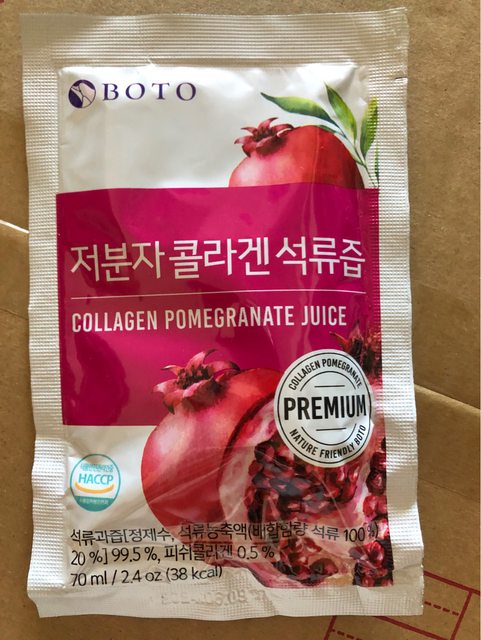 BOTO
저분자 콜라겐 석류즙
COLLAGEN POMEGRANATE JUICE
COLLAGEN POMEGRANATE
PREMIUM
NATURE FRIENDLY BOTO
HACCP
석류과즙[정제수, 석류농축액(배합함량 석류 100%)
20 %] 99.5 %, 피쉬콜라겐 0.5 %
70 ml / 2.4 oz (38 kcal)